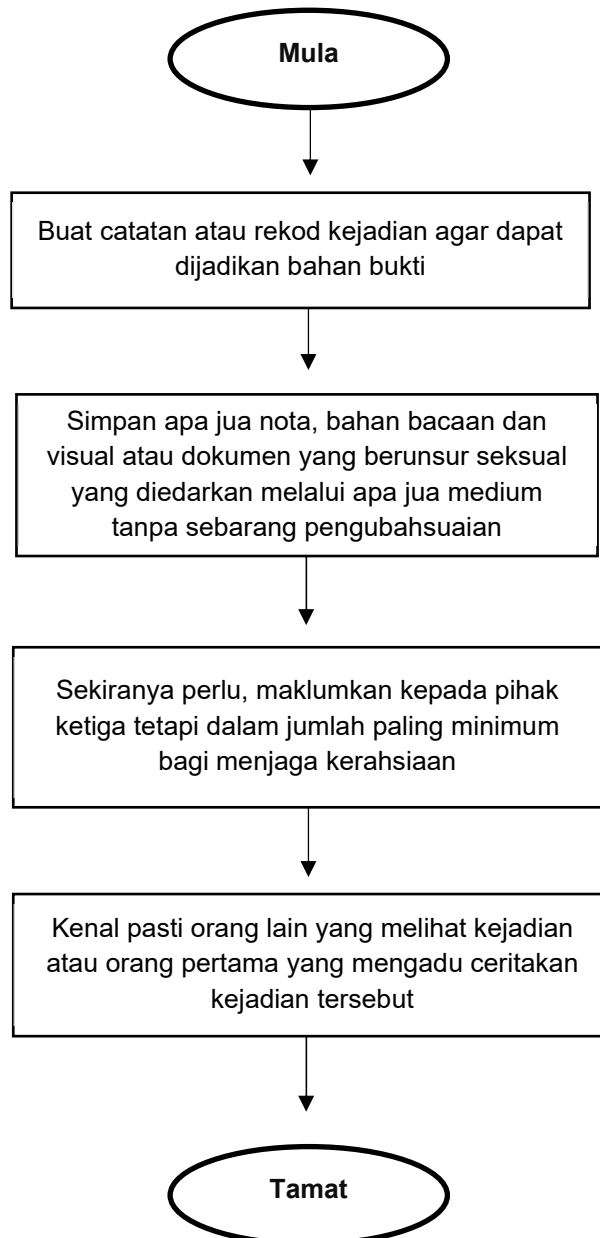 Mula
Buat catatan atau rekod kejadian agar dapat
dijadikan bahan bukti
Simpan apa jua nota, bahan bacaan dan
visual atau dokumen yang berunsur seksual
yang diedarkan melalui apa jua medium
tanpa sebarang pengubahsuaian
Sekiranya perlu, maklumkan kepada pihak
ketiga tetapi dalam jumlah paling minimum
bagi menjaga kerahsiaan
Kenal pasti orang lain yang melihat kejadian
atau orang pertama yang mengadu ceritakan
kejadian tersebut
Tamat